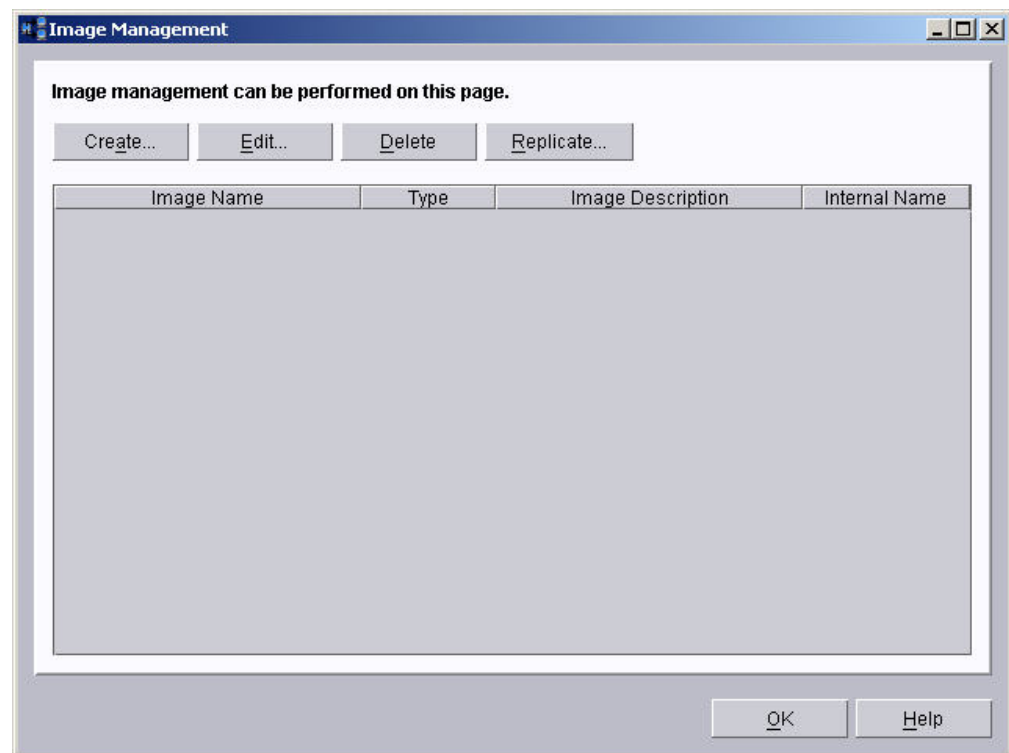 Image Management
Image management can be performed on this page.
Create... Edit... Delete Replicate...
Image Name Type Image Description Internal Name
OK Help